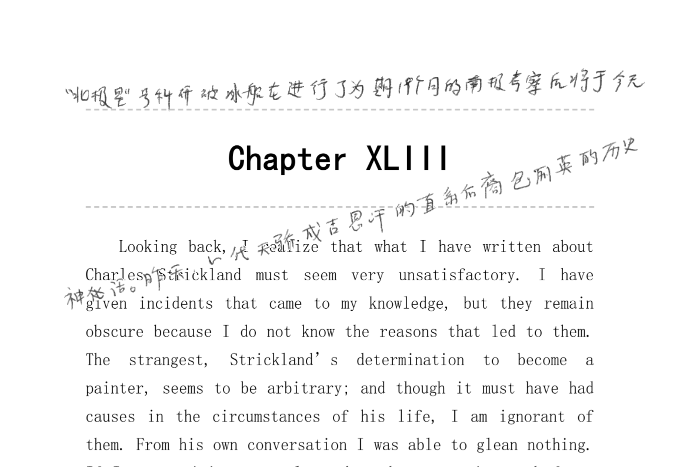 "北极星"号科研破冰船在进行了为期19个月的南极考察后将于今天
Chapter XLIII
神秘活。昨天,一代天骄成吉思汗的直系后裔包丽英的历史
Looking back, I realize that what I have written about
Charles Strickland must seem very unsatisfactory. I have
given incidents that came to my knowledge, but they remain
obscure because I do not know the reasons that led to them.
The strangest, Strickland's determination to become a
painter, seems to be arbitrary; and though it must have had
causes in the circumstances of his life, I am ignorant of
them. From his own conversation I was able to glean nothing.